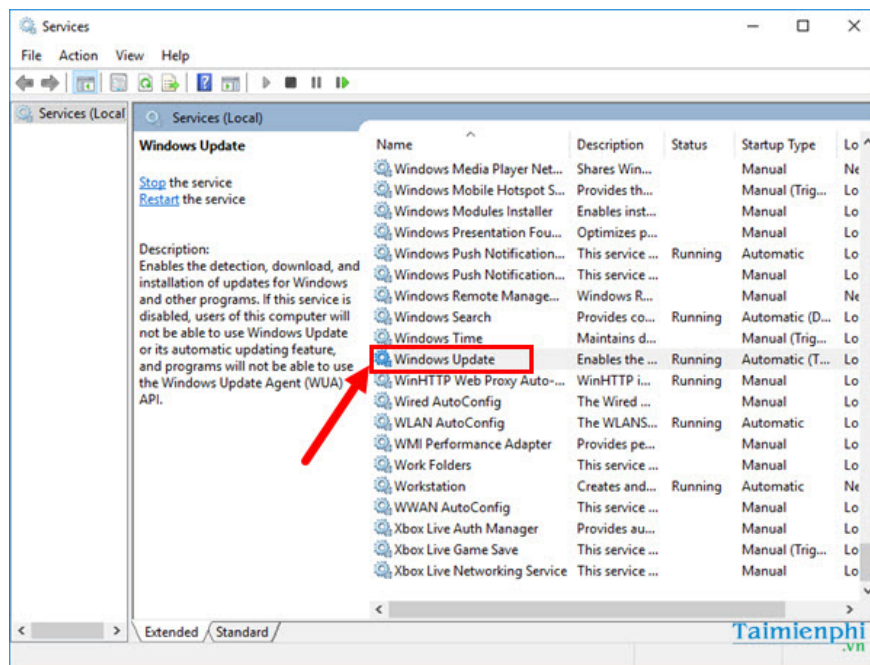 Services
File Action View Help
Services (Local
Services (Local)
Windows Update
Stop the service
Restart the service
Description:
Enables the detection, download, and
installation of updates for Windows
and other programs. If this service is
disabled, users of this computer will
not be able to use Windows Update
or its automatic updating feature,
and programs will not be able to use
the Windows Update Agent (WUA)
API.
Name Description Status Startup Type Lo
Windows Media Player Net... Shares Win... Manual Ne
Windows Mobile Hotspot S... Provides th... Manual (Trig... Lo
Windows Modules Installer Enables inst... Manual Lo
Windows Presentation Fou... Optimizes p... Manual Lo
Windows Push Notification... This service ... Running Automatic Lo
Windows Push Notification... This service ... Manual Lo
Windows Remote Manage... Windows R... Manual Ne
Windows Search Provides co... Running Automatic (D... Lo
Windows Time Maintains d... Manual (Trig... Lo
Windows Update Enables the ... Running Automatic (T... Lo
WinHTTP Web Proxy Auto-... WinHTTP i... Running Manual Lo
Wired AutoConfig The Wired ... Manual Lo
WLAN AutoConfig The WLANS... Running Automatic Lo
WMI Performance Adapter Provides pe... Manual Lo
Work Folders This service ... Manual Lo
Workstation Creates and... Running Automatic Ne
WWAN AutoConfig This service ... Manual Lo
Xbox Live Auth Manager Provides au... Manual Lo
Xbox Live Game Save This service ... Manual (Trig... Lo
Xbox Live Networking Service This service ... Manual Lo
Extended Standard
Taimienphi
.vn